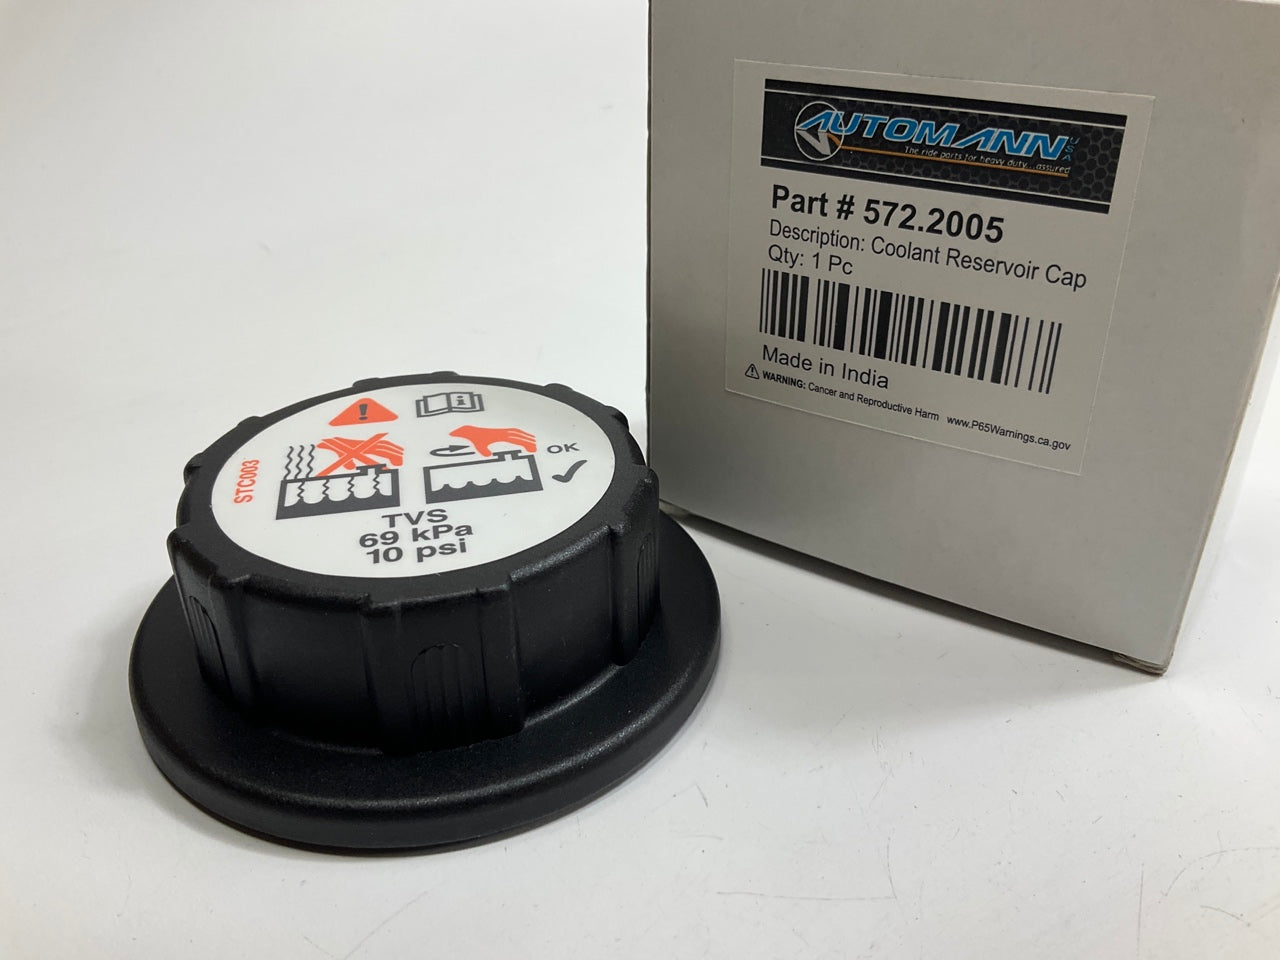 AUTOMANN USA
The ride parts for heavy duty...assured
Part # 572.2005
Description: Coolant Reservoir Cap
Qty: 1 Pc
Made in India
WARNING: Cancer and Reproductive Harm www.P65Warnings.ca.gov
STC003
OK
TVS
69 kPa
10 psi